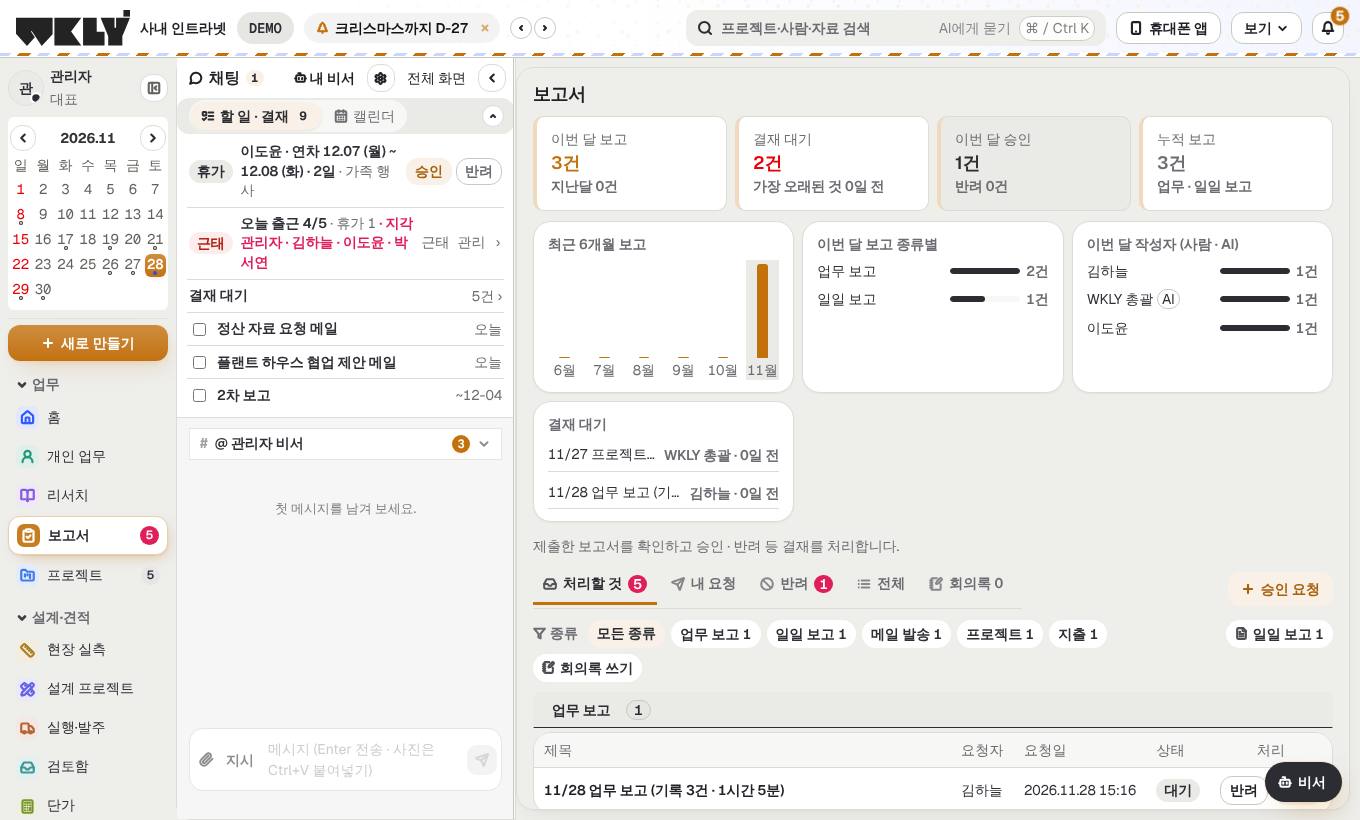 WKLY 사내 인트라넷 DEMO 크리스마스까지 D-27 ×
프로젝트·사람·자료 검색 AI에게 묻기 ⌘ / Ctrl K
휴대폰 앱 보기 5
관 관리자
대표
2026.11
일 월 화 수 목 금 토
1 2 3 4 5 6 7
8 9 10 11 12 13 14
15 16 17 18 19 20 21
22 23 24 25 26 27 28
29 30
+ 새로 만들기
업무
홈
개인 업무
리서치
보고서 5
프로젝트 5
설계·견적
현장 실측
설계 프로젝트
실행·발주
검토함
단가
채팅 1 내 비서 전체 화면
할 일 · 결재 9 캘린더
휴가 이도윤 · 연차 12.07 (월) ~
12.08 (화) · 2일 · 가족 행
사
승인 반려
근태 오늘 출근 4/5 · 휴가 1 · 지각
관리자 · 김하늘 · 이도윤 · 박
서연
근태 관리 ›
결재 대기 5건 ›
정산 자료 요청 메일 오늘
플랜트 하우스 협업 제안 메일 오늘
2차 보고 ~12-04
# @ 관리자 비서 3
첫 메시지를 남겨 보세요.
지시 메시지 (Enter 전송 · 사진은
Ctrl+V 붙여넣기)
보고서
이번 달 보고
3건
지난달 0건
결재 대기
2건
가장 오래된 것 0일 전
이번 달 승인
1건
반려 0건
누적 보고
3건
업무 · 일일 보고
최근 6개월 보고
6월 7월 8월 9월 10월 11월
이번 달 보고 종류별
업무 보고 2건
일일 보고 1건
이번 달 작성자 (사람 · AI)
김하늘 1건
WKLY 총괄 AI 1건
이도윤 1건
결재 대기
11/27 프로젝트… WKLY 총괄 · 0일 전
11/28 업무 보고 (기… 김하늘 · 0일 전
제출한 보고서를 확인하고 승인 · 반려 등 결재를 처리합니다.
처리할 것 5 내 요청 반려 1 전체 회의록 0
+ 승인 요청
종류 모든 종류 업무 보고 1 일일 보고 1 메일 발송 1 프로젝트 1 지출 1
일일 보고 1
회의록 쓰기
업무 보고 1
제목 요청자 요청일 상태 처리
11/28 업무 보고 (기록 3건 · 1시간 5분) 김하늘 2026.11.28 15:16 대기 반려
비서